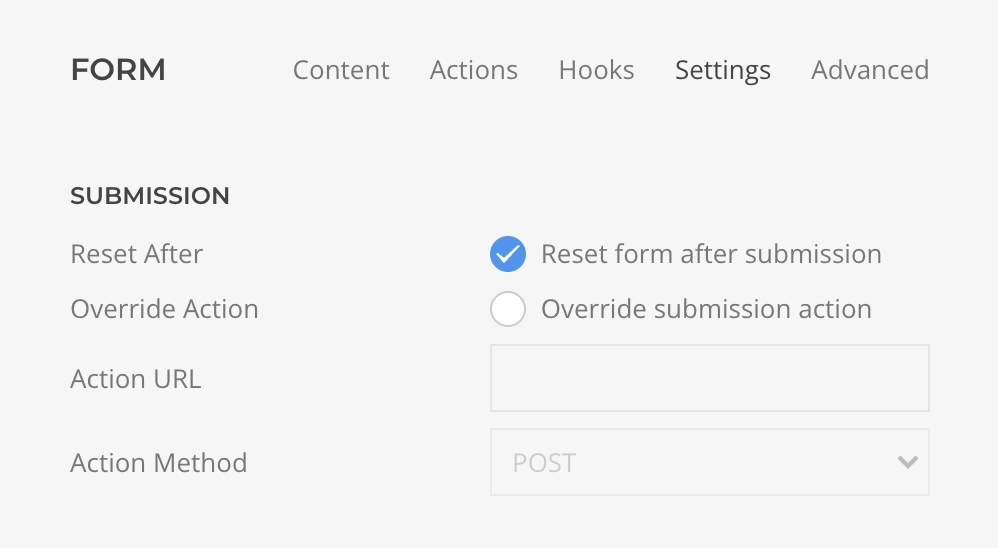 FORM Content Actions Hooks Settings Advanced
SUBMISSION
Reset After Reset form after submission
Override Action Override submission action
Action URL
Action Method POST